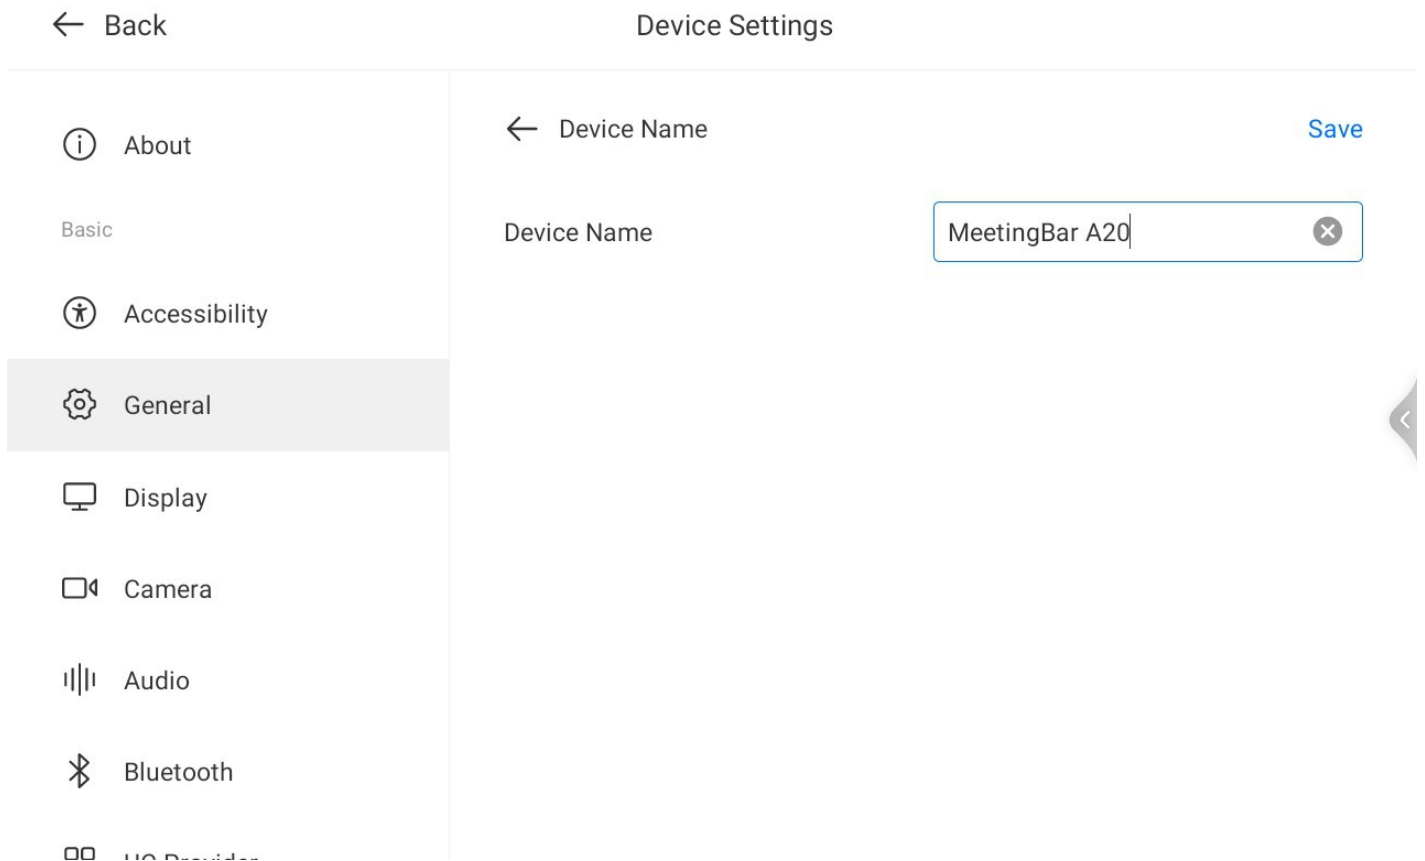 Back
Device Settings
About
Basic
Accessibility
General
Display
Camera
Audio
Bluetooth
Device Name
Save
Device Name
MeetingBar A20